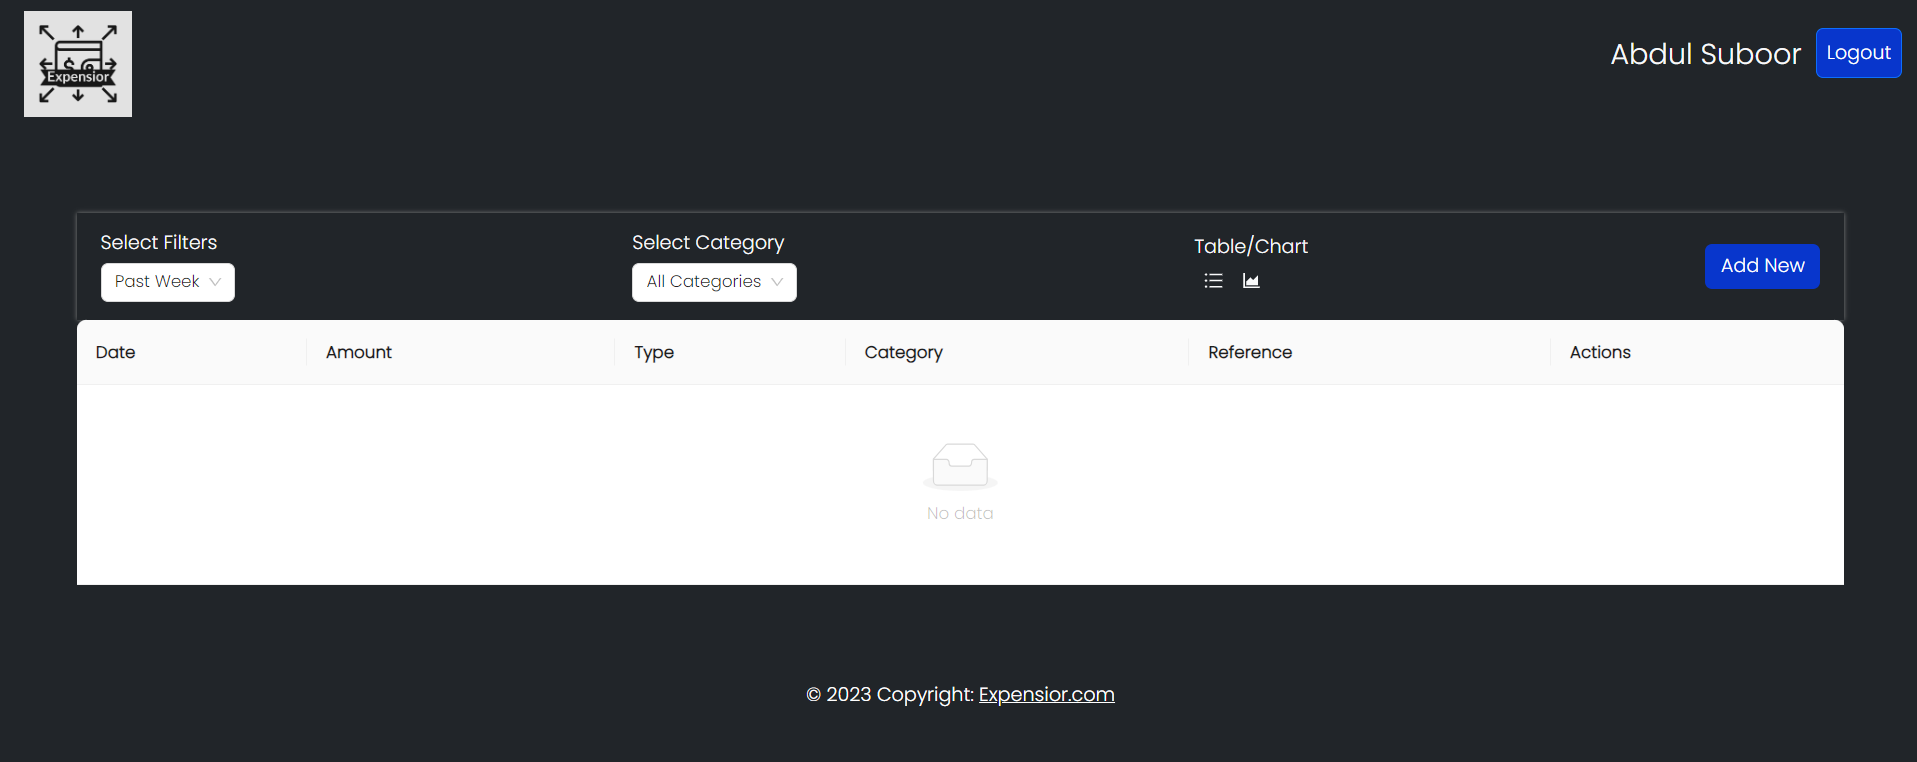 Expensior
Abdul Suboor
Logout
Select Filters
Select Category
Table/Chart
Past Week
All Categories
Add New
Date
Amount
Type
Category
Reference
Actions
No data
© 2023 Copyright: Expensior.com